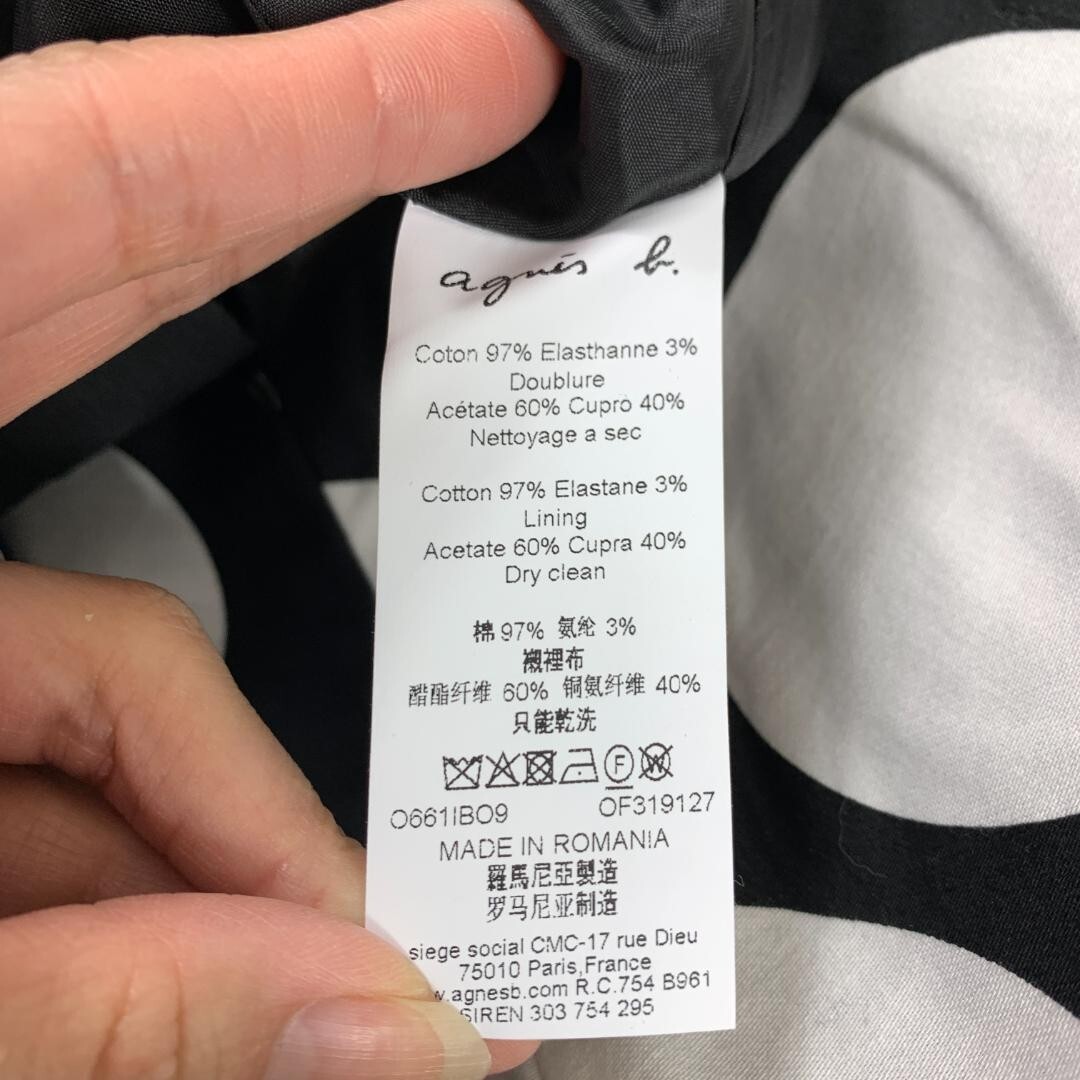 agnès b.
Coton 97% Elasthanne 3%
Doublure
Acétate 60% Cupro 40%
Nettoyage a sec
Cotton 97% Elastane 3%
Lining
Acetate 60% Cupra 40%
Dry clean
棉 97% 氨纶 3%
襯裡布
醋酯纤维 60% 铜氨纤维 40%
只能乾洗
F W
O661IBO9 OF319127
MADE IN ROMANIA
羅馬尼亞製造
罗马尼亚制造
siege social CMC-17 rue Dieu
75010 Paris,France
w.agnesb.com R.C.754 B961
SIREN 303 754 295